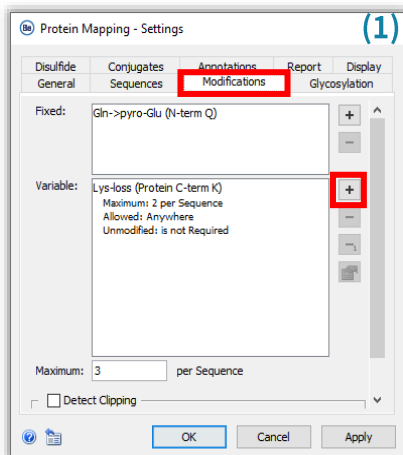 Protein Mapping - Settings
(1)
Disulfide Conjugates Annotations Report Display
General Sequences Modifications Glycosylation
Fixed:
Gln->pyro-Glu (N-term Q)
Variable:
Lys-loss (Protein C-term K)
Maximum: 2 per Sequence
Allowed: Anywhere
Unmodified: is not Required
Maximum: 3 per Sequence
Detect Clipping
OK Cancel Apply